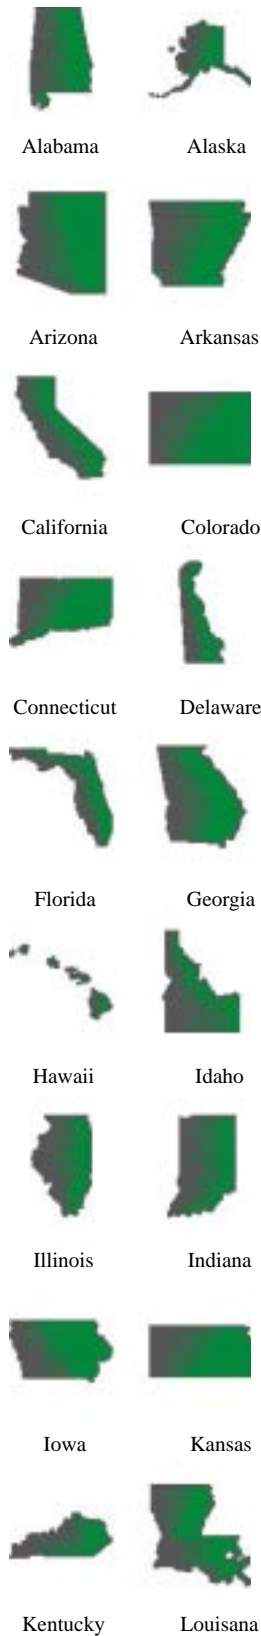 Alabama Alaska
Arizona Arkansas
California Colorado
Connecticut Delaware
Florida Georgia
Hawaii Idaho
Illinois Indiana
Iowa Kansas
Kentucky Louisana